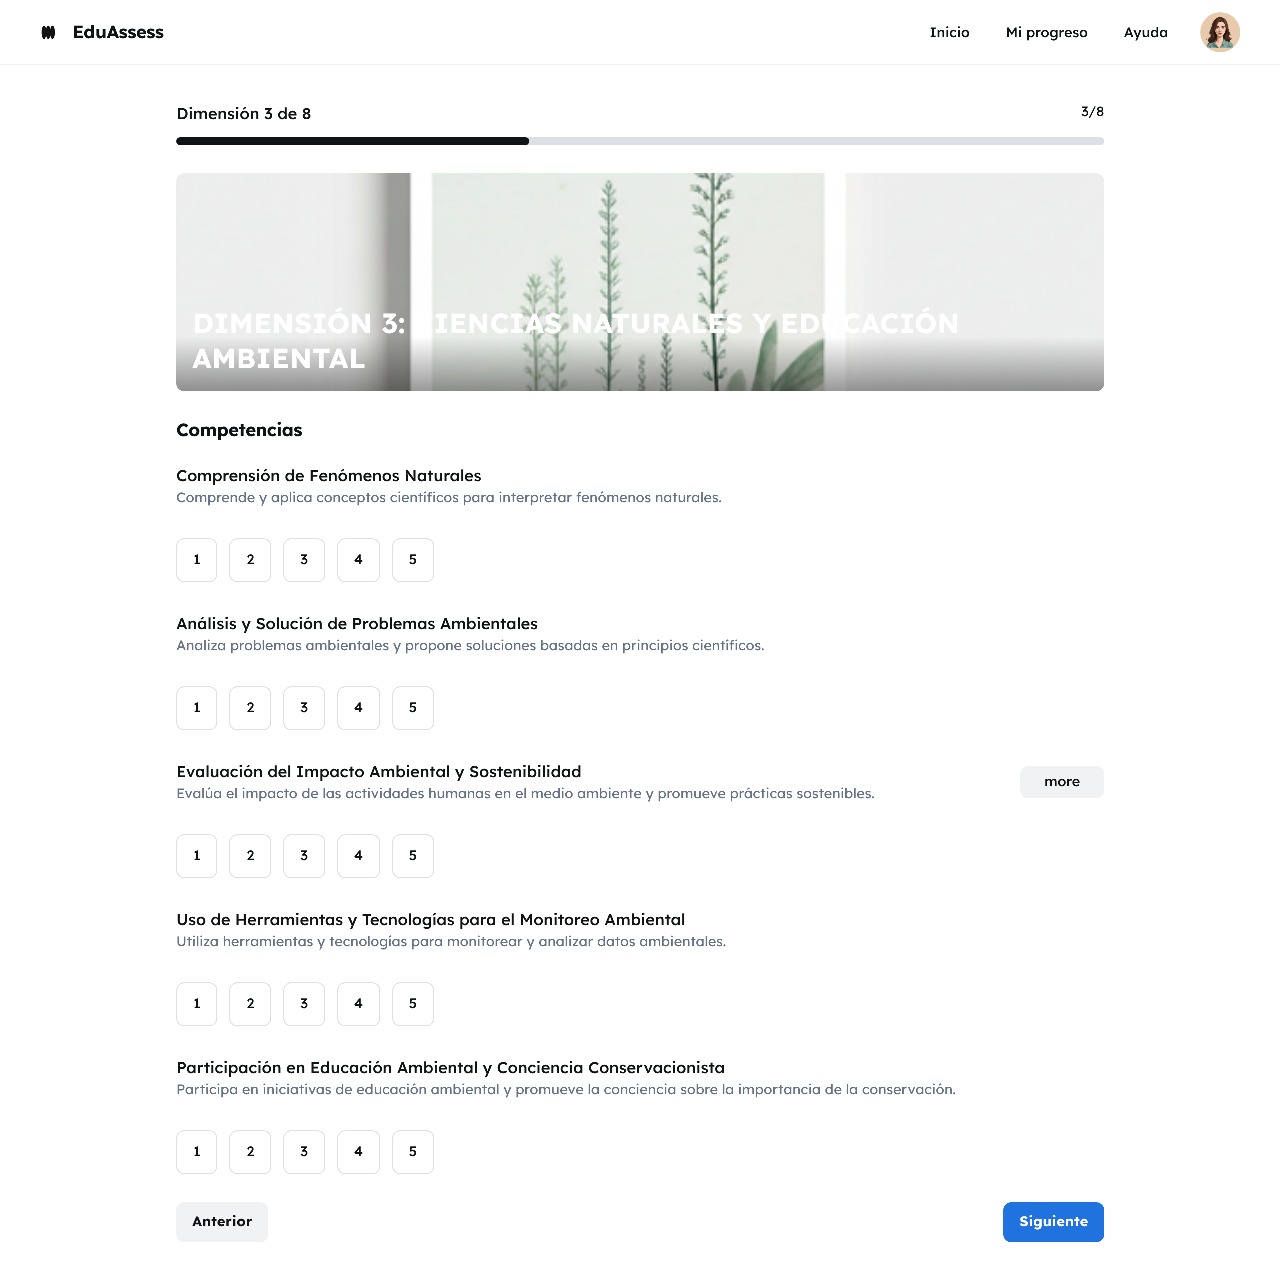 EduAssess
Inicio
Mi progreso
Ayuda
Dimensión 3 de 8
3/8
DIMENSIÓN 3: CIENCIAS NATURALES Y EDUCACIÓN
AMBIENTAL
Competencias
Comprensión de Fenómenos Naturales
Comprende y aplica conceptos científicos para interpretar fenómenos naturales.
1 2 3 4 5
Análisis y Solución de Problemas Ambientales
Analiza problemas ambientales y propone soluciones basadas en principios científicos.
1 2 3 4 5
Evaluación del Impacto Ambiental y Sostenibilidad
Evalúa el impacto de las actividades humanas en el medio ambiente y promueve prácticas sostenibles.
more
1 2 3 4 5
Uso de Herramientas y Tecnologías para el Monitoreo Ambiental
Utiliza herramientas y tecnologías para monitorear y analizar datos ambientales.
1 2 3 4 5
Participación en Educación Ambiental y Conciencia Conservacionista
Participa en iniciativas de educación ambiental y promueve la conciencia sobre la importancia de la conservación.
1 2 3 4 5
Anterior
Siguiente